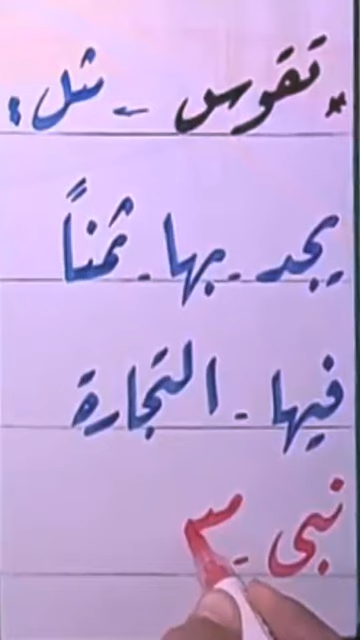 * تقوس - مثل :
يجد - بها - ثمناً
فيها - التجارة
نبي -